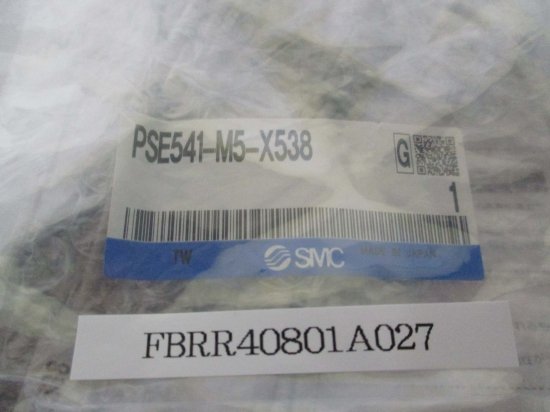 PSE541-M5-X538
G
1
TW
SMC
MADE IN JAPAN
FBRR40801A027